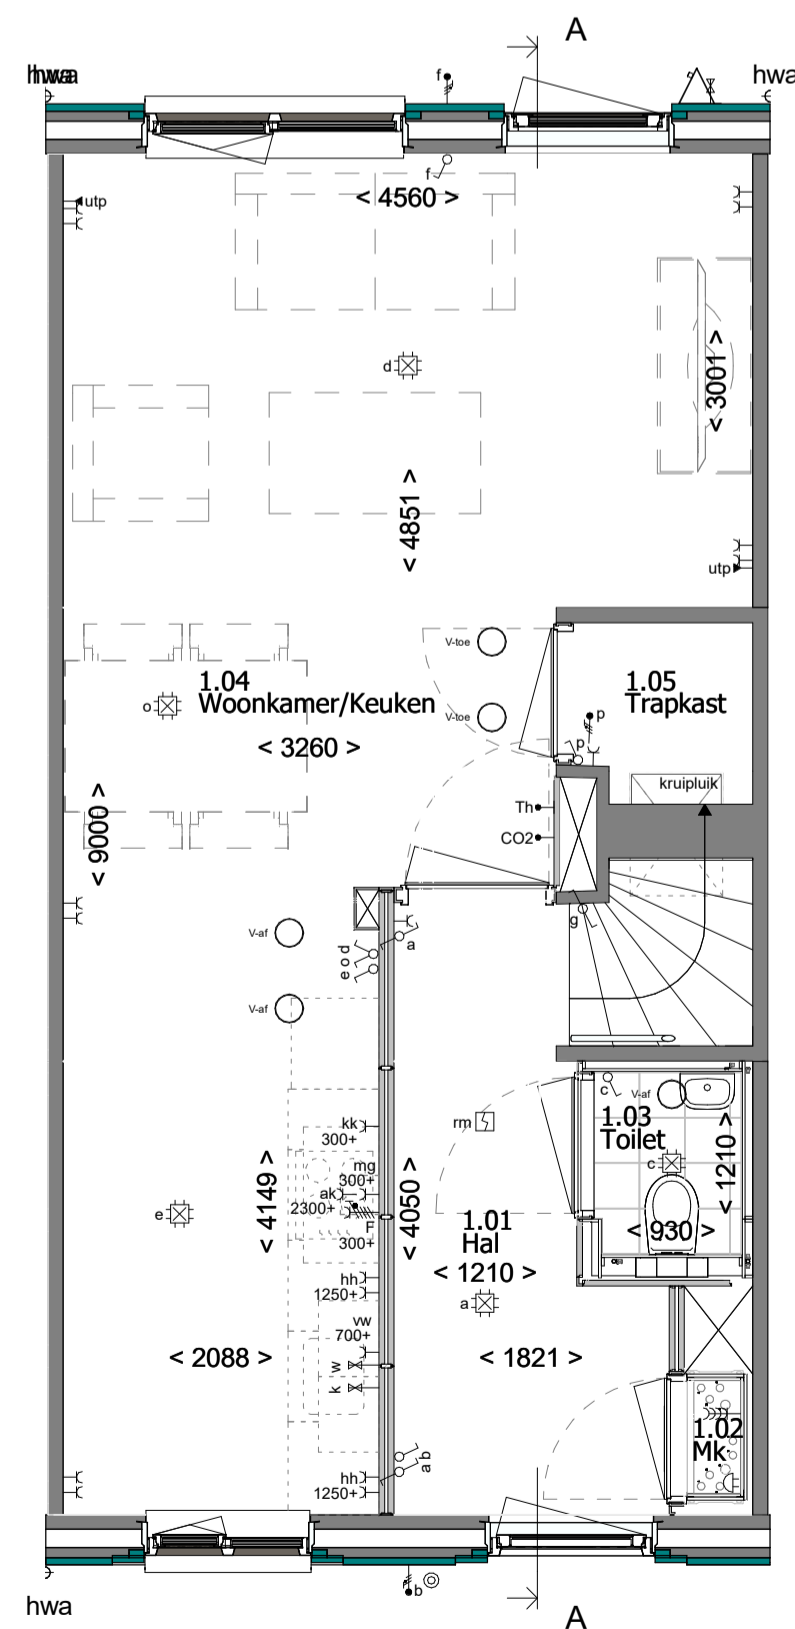 A
hwa
hwa
hwa
f
f
utp
< 4560 >
d
< 3001 >
< 4851 >
utp
V-toe
1.04
Woonkamer/Keuken
o
V-toe
< 3260 >
1.05
Trapkast
p
p
kruipluik
< 9000 >
Th
CO2
g
V-af
a
e o d
V-af
kk
300+
rm
c
V-af
1.03
Toilet
c
< 1210 >
< 930 >
mg
300+
ak
2300+
F
300+
e
< 4149 >
< 4050 >
1.01
Hal
< 1210 >
a
hh
1250+
vw
700+
w
k
< 2088 >
< 1821 >
1.02
Mk
a b
hh
1250+
b
hwa
A